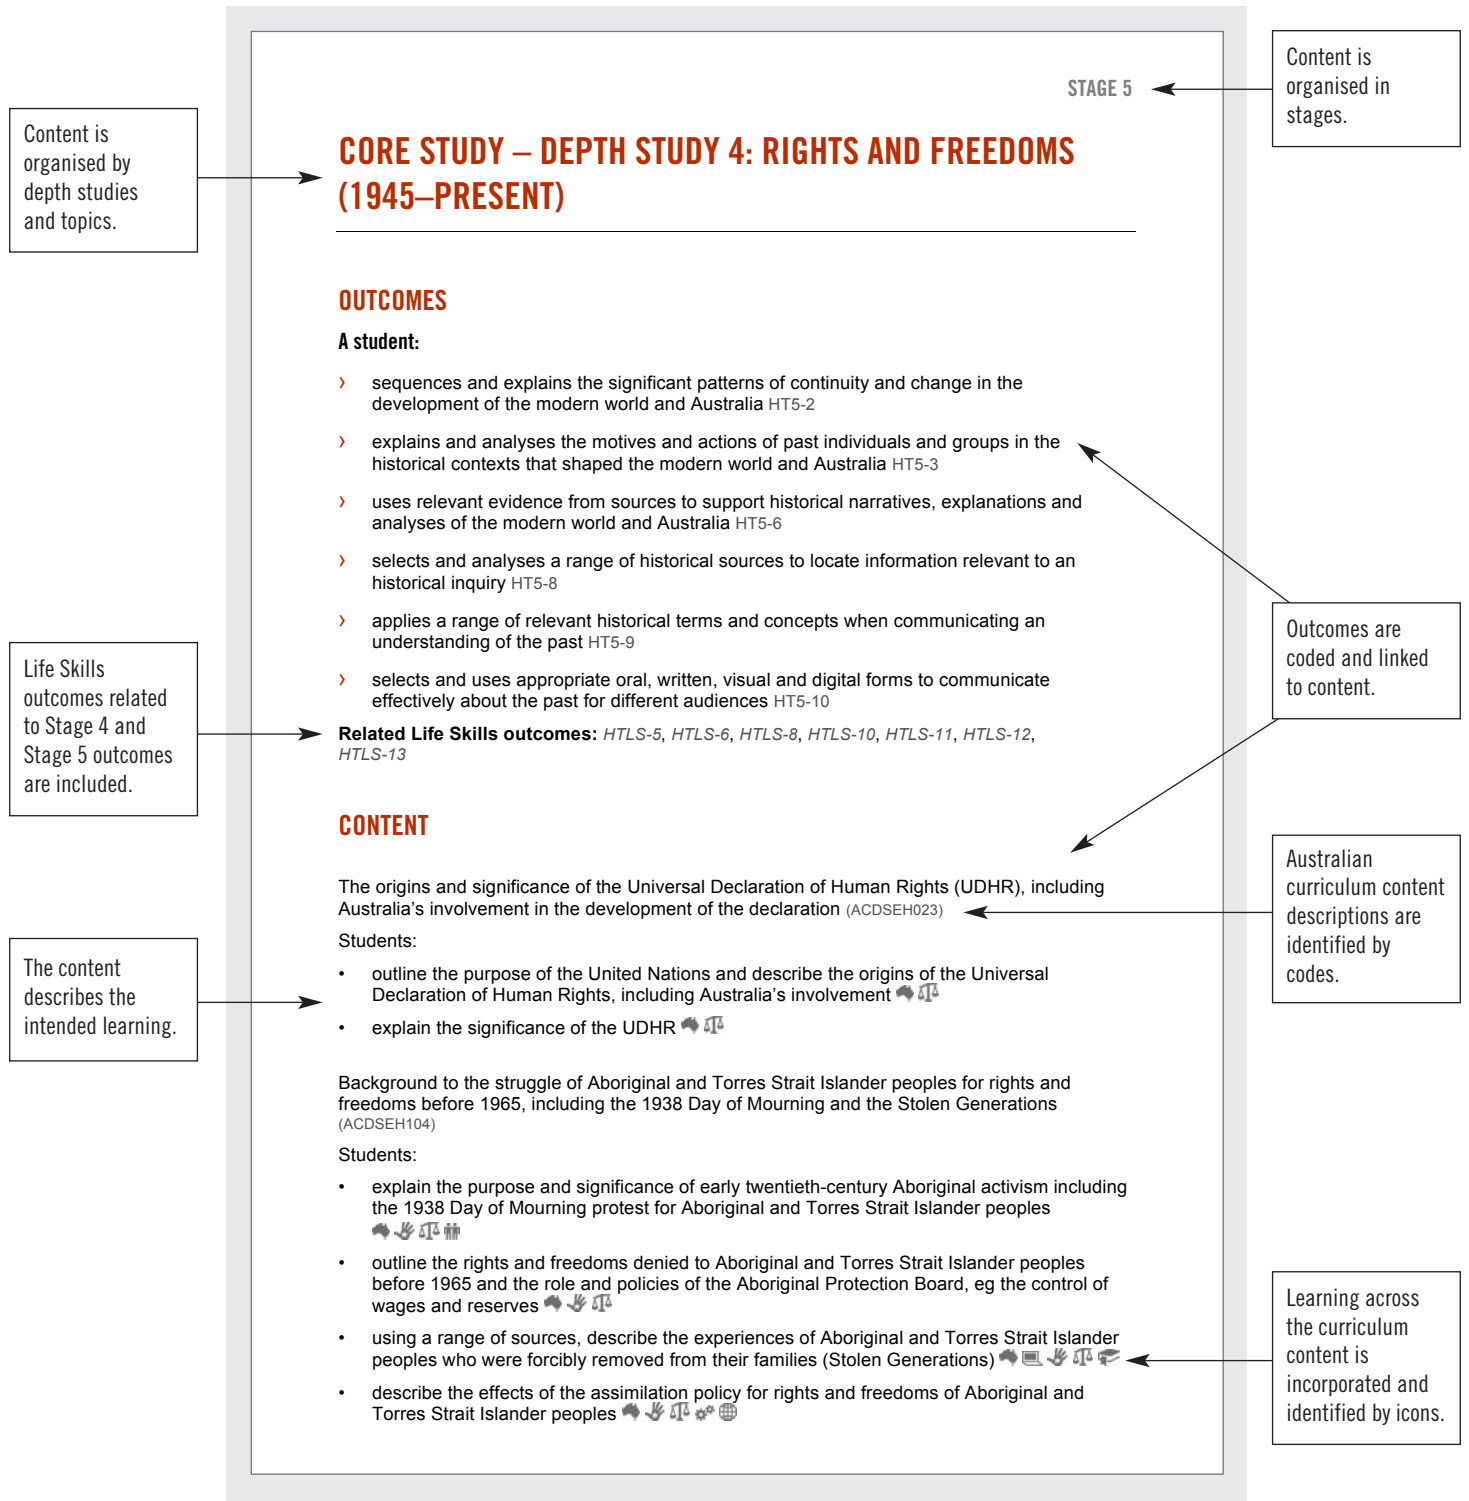 STAGE 5
Content is
organised in
stages.
Content is
organised by
depth studies
and topics.
CORE STUDY – DEPTH STUDY 4: RIGHTS AND FREEDOMS
(1945–PRESENT)
OUTCOMES
A student:
› sequences and explains the significant patterns of continuity and change in the
development of the modern world and Australia HT5-2
› explains and analyses the motives and actions of past individuals and groups in the
historical contexts that shaped the modern world and Australia HT5-3
› uses relevant evidence from sources to support historical narratives, explanations and
analyses of the modern world and Australia HT5-6
› selects and analyses a range of historical sources to locate information relevant to an
historical inquiry HT5-8
› applies a range of relevant historical terms and concepts when communicating an
understanding of the past HT5-9
› selects and uses appropriate oral, written, visual and digital forms to communicate
effectively about the past for different audiences HT5-10
Outcomes are
coded and linked
to content.
Life Skills
outcomes related
to Stage 4 and
Stage 5 outcomes
are included.
Related Life Skills outcomes: HTLS-5, HTLS-6, HTLS-8, HTLS-10, HTLS-11, HTLS-12,
HTLS-13
CONTENT
The origins and significance of the Universal Declaration of Human Rights (UDHR), including
Australia's involvement in the development of the declaration (ACDSEH023)
Australian
curriculum content
descriptions are
identified by
codes.
Students:
• outline the purpose of the United Nations and describe the origins of the Universal
Declaration of Human Rights, including Australia's involvement
• explain the significance of the UDHR
The content
describes the
intended learning.
Background to the struggle of Aboriginal and Torres Strait Islander peoples for rights and
freedoms before 1965, including the 1938 Day of Mourning and the Stolen Generations
(ACDSEH104)
Students:
• explain the purpose and significance of early twentieth-century Aboriginal activism including
the 1938 Day of Mourning protest for Aboriginal and Torres Strait Islander peoples
• outline the rights and freedoms denied to Aboriginal and Torres Strait Islander peoples
before 1965 and the role and policies of the Aboriginal Protection Board, eg the control of
wages and reserves
• using a range of sources, describe the experiences of Aboriginal and Torres Strait Islander
peoples who were forcibly removed from their families (Stolen Generations)
• describe the effects of the assimilation policy for rights and freedoms of Aboriginal and
Torres Strait Islander peoples
Learning across
the curriculum
content is
incorporated and
identified by icons.